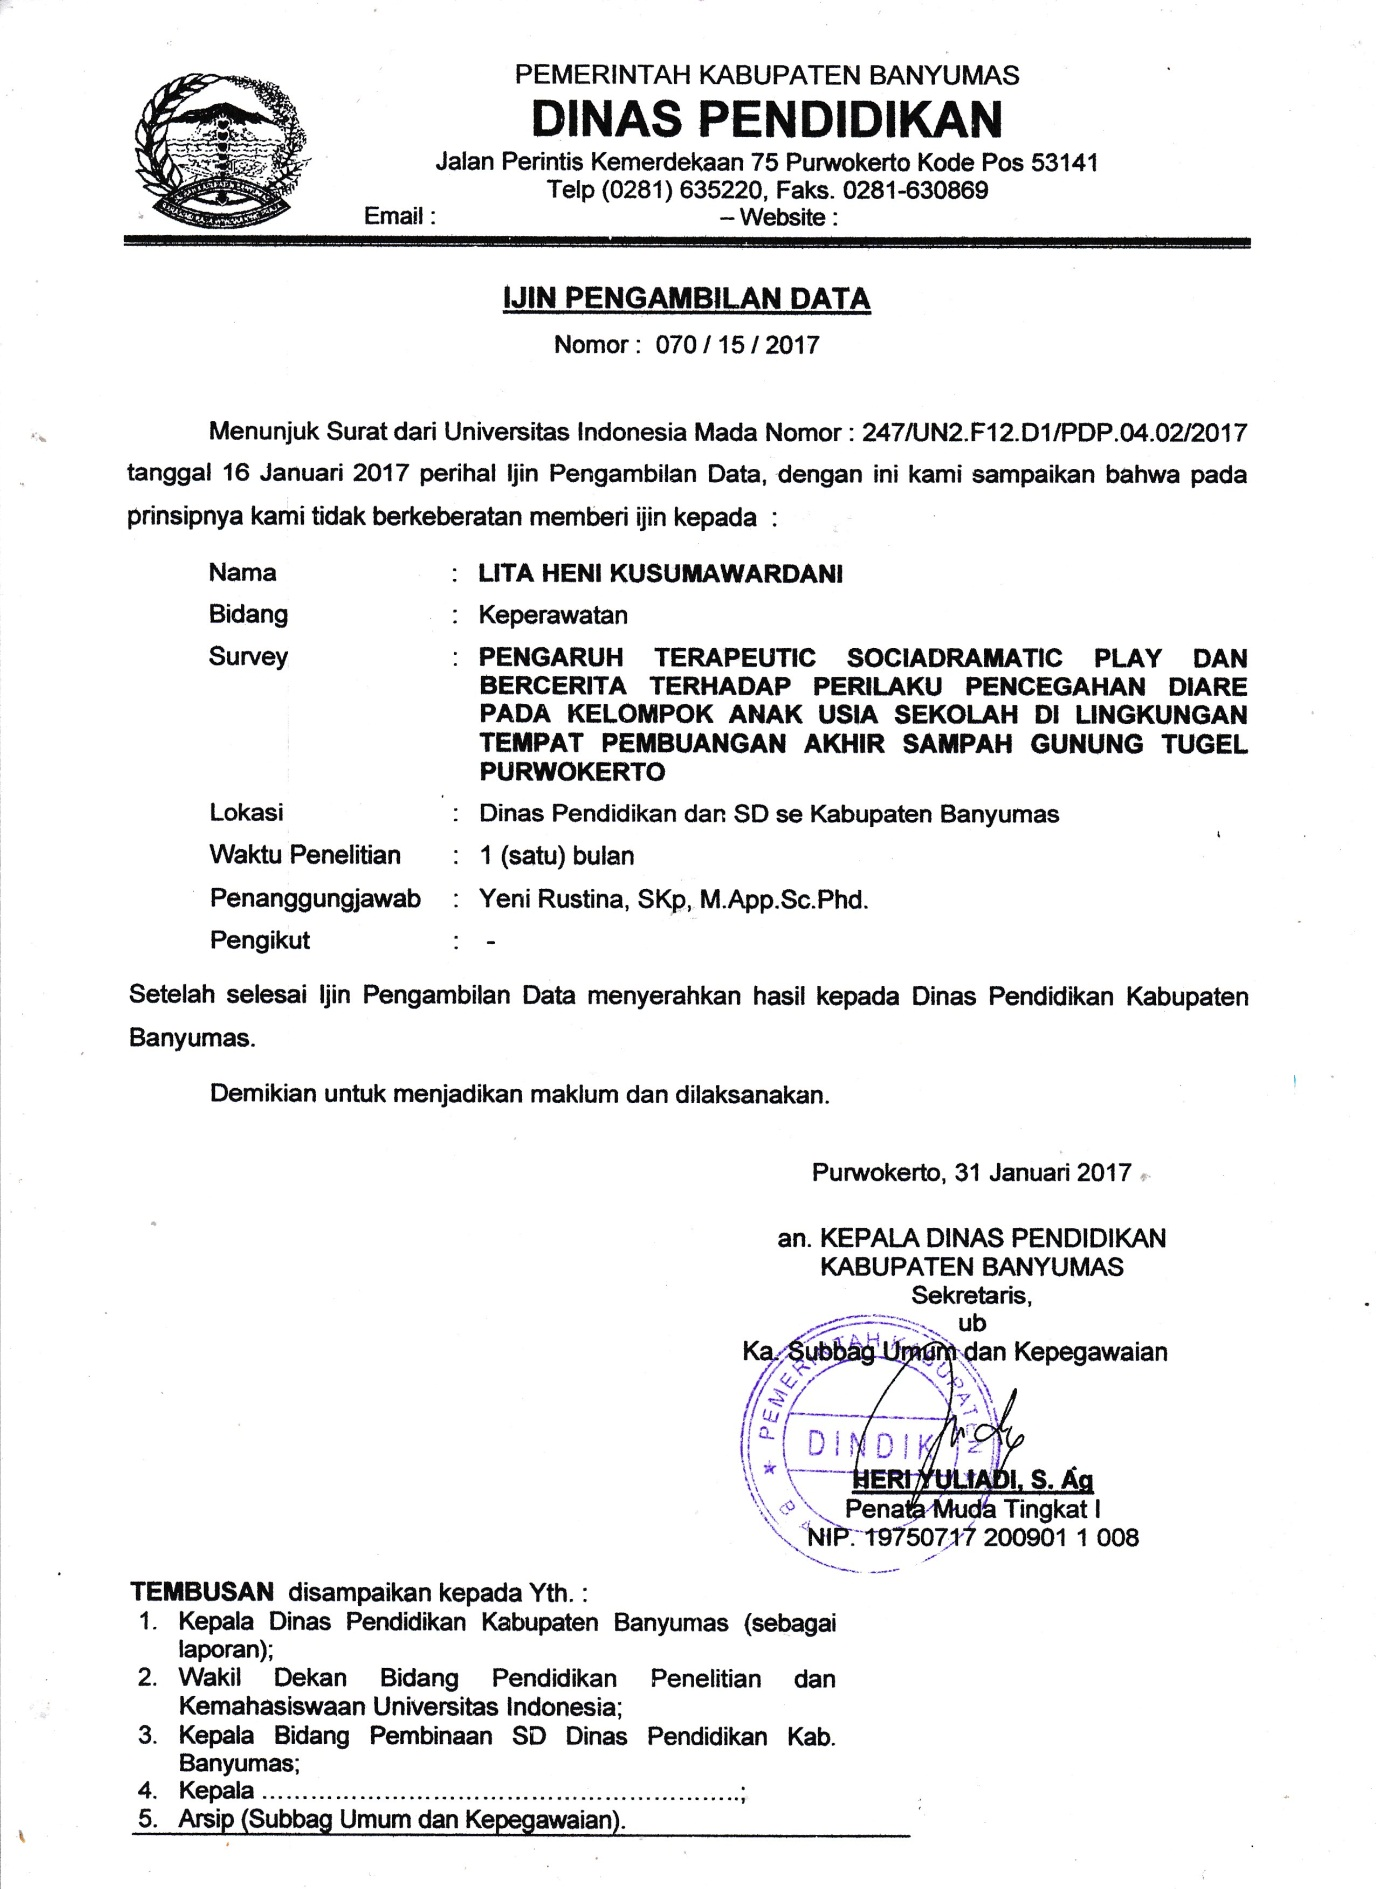 PEMERINTAH KABUPATEN BANYUMAS
DINAS PENDIDIKAN
Jalan Perintis Kemerdekaan 75 Purwokerto Kode Pos 53141
Telp (0281) 635220, Faks. 0281-630869
Email : – Website :
IJIN PENGAMBILAN DATA
Nomor : 070 / 15 / 2017
Menunjuk Surat dari Universitas Indonesia Mada Nomor : 247/UN2.F12.D1/PDP.04.02/2017
tanggal 16 Januari 2017 perihal Ijin Pengambilan Data, dengan ini kami sampaikan bahwa pada
prinsipnya kami tidak berkeberatan memberi ijin kepada :
Nama : LITA HENI KUSUMAWARDANI
Bidang : Keperawatan
Survey : PENGARUH TERAPEUTIC SOCIADRAMATIC PLAY DAN
BERCERITA TERHADAP PERILAKU PENCEGAHAN DIARE
PADA KELOMPOK ANAK USIA SEKOLAH DI LINGKUNGAN
TEMPAT PEMBUANGAN AKHIR SAMPAH GUNUNG TUGEL
PURWOKERTO
Lokasi : Dinas Pendidikan dan SD se Kabupaten Banyumas
Waktu Penelitian : 1 (satu) bulan
Penanggungjawab : Yeni Rustina, SKp, M.App.Sc.Phd.
Pengikut : -
Setelah selesai Ijin Pengambilan Data menyerahkan hasil kepada Dinas Pendidikan Kabupaten
Banyumas.
Demikian untuk menjadikan maklum dan dilaksanakan.
Purwokerto, 31 Januari 2017
an. KEPALA DINAS PENDIDIKAN
KABUPATEN BANYUMAS
Sekretaris,
ub
Ka. Subbag Umum dan Kepegawaian
PEMERINTAH KABUPATEN
DINDIK
HERI YULIADI, S. Ag
Penata Muda Tingkat I
NIP. 19750717 200901 1 008
TEMBUSAN disampaikan kepada Yth. :
1. Kepala Dinas Pendidikan Kabupaten Banyumas (sebagai
laporan);
2. Wakil Dekan Bidang Pendidikan Penelitian dan
Kemahasiswaan Universitas Indonesia;
3. Kepala Bidang Pembinaan SD Dinas Pendidikan Kab.
Banyumas;
4. Kepala ...........................................................;
5. Arsip (Subbag Umum dan Kepegawaian).